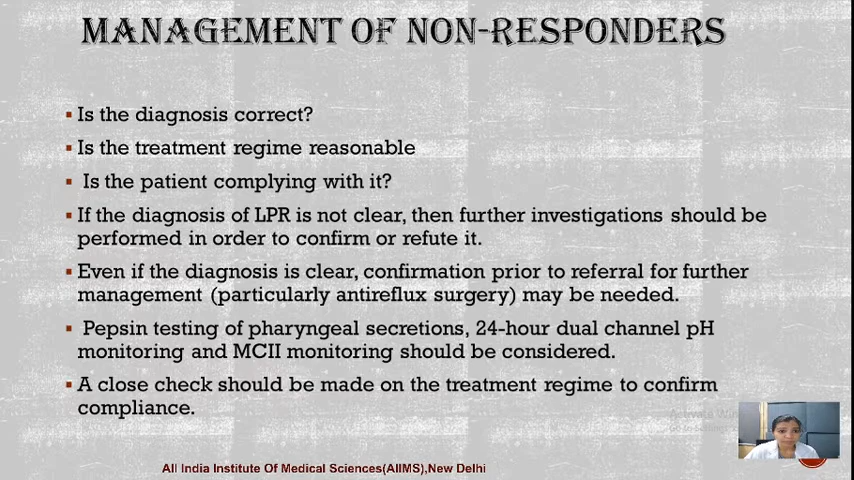 MANAGEMENT OF NON-RESPONDERS
Is the diagnosis correct?
Is the treatment regime reasonable
Is the patient complying with it?
If the diagnosis of LPR is not clear, then further investigations should be
performed in order to confirm or refute it.
Even if the diagnosis is clear, confirmation prior to referral for further
management (particularly antireflux surgery) may be needed.
Pepsin testing of pharyngeal secretions, 24-hour dual channel pH
monitoring and MCII monitoring should be considered.
A close check should be made on the treatment regime to confirm
compliance.
Activate
All India Institute Of Medical Sciences(AIIMS),New Delhi